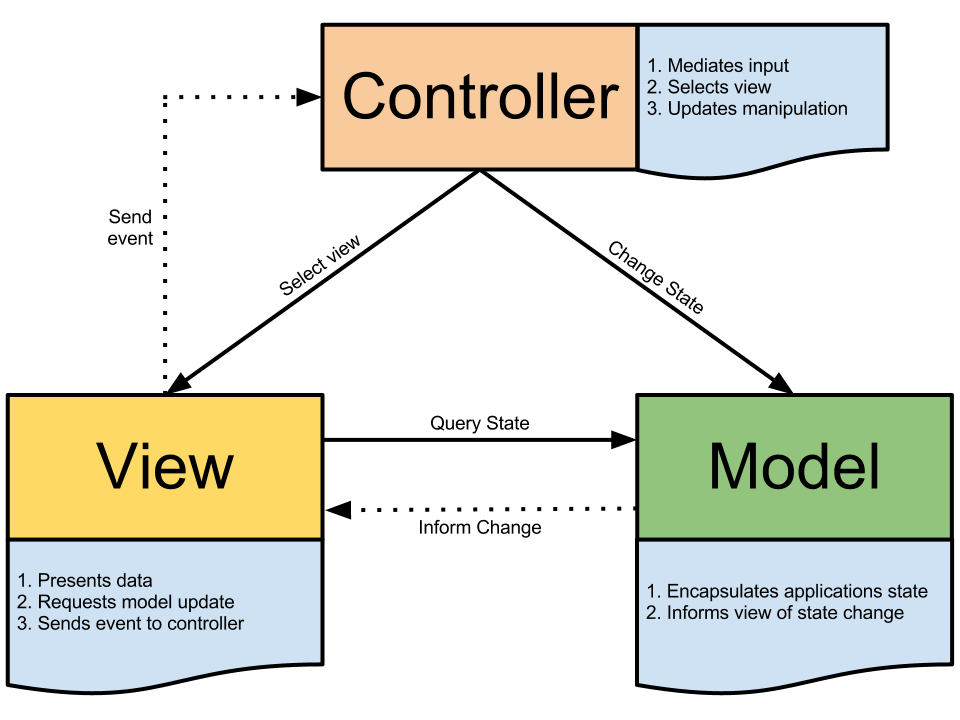 Controller
1. Mediates input
2. Selects view
3. Updates manipulation
Send
event
Select view
Change State
View
Query State
Inform Change
Model
1. Presents data
2. Requests model update
3. Sends event to controller
1. Encapsulates applications state
2. Informs view of state change